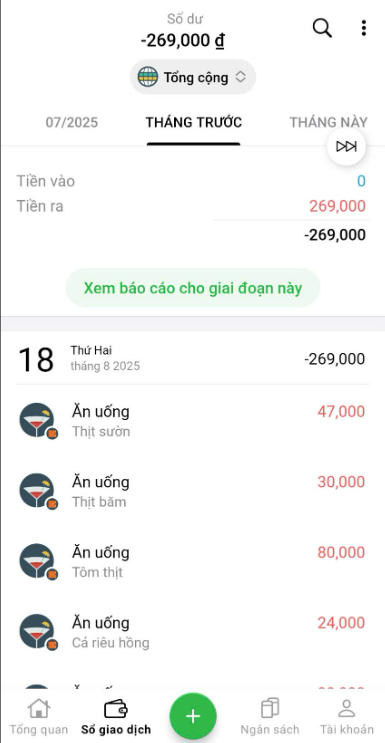 Số dư
-269,000 ₫
Tổng cộng
07/2025
THÁNG TRƯỚC
THÁNG NÀY
Tiền vào
0
Tiền ra
269,000
-269,000
Xem báo cáo cho giai đoạn này
18
Thứ Hai
tháng 8 2025
-269,000
Ăn uống
47,000
Thịt sườn
Ăn uống
30,000
Thịt băm
Ăn uống
80,000
Tôm thịt
Ăn uống
24,000
Cá riêu hồng
Tổng quan
Sổ giao dịch
Ngân sách
Tài khoản